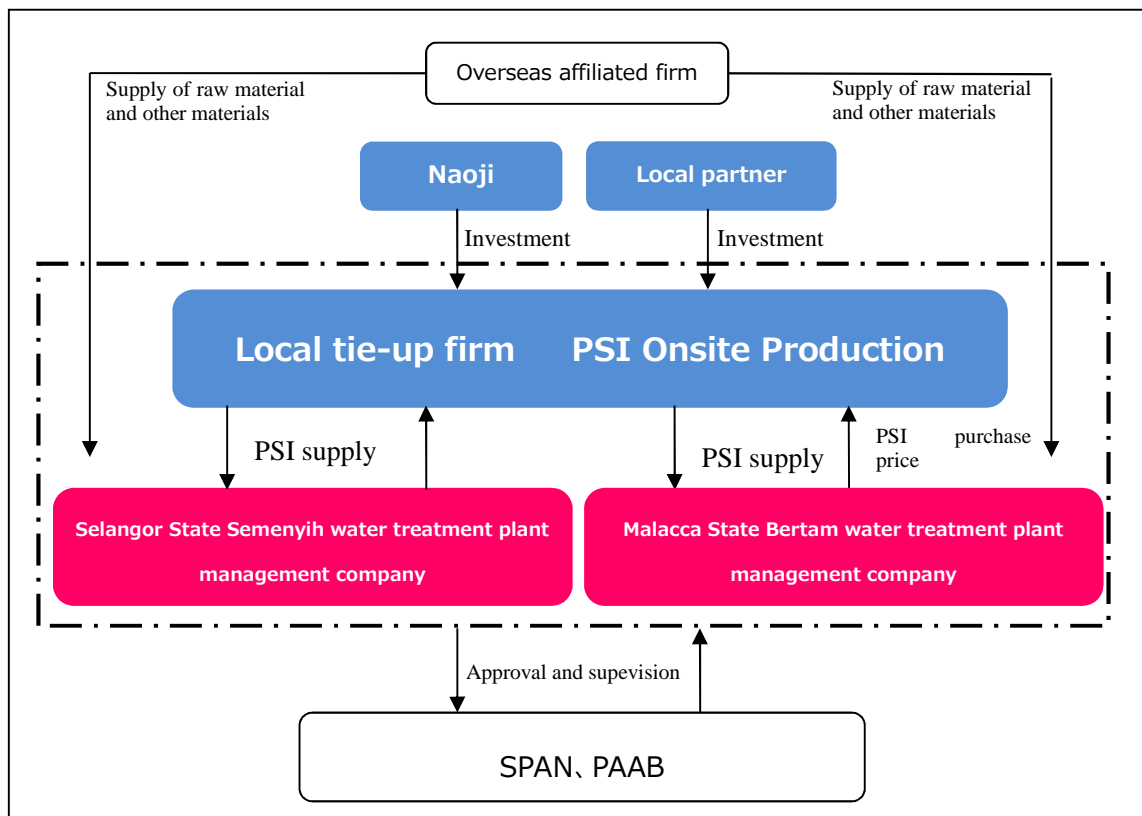 Overseas affiliated firm
Supply of raw material
and other materials
Supply of raw material
and other materials
Naoji
Local partner
Investment
Investment
Local tie-up firm PSI Onsite Production
PSI supply
PSI supply
PSI purchase
price
Selangor State Semenyih water treatment plant
management company
Malacca State Bertam water treatment plant
management company
Approval and supevision
SPAN、PAAB